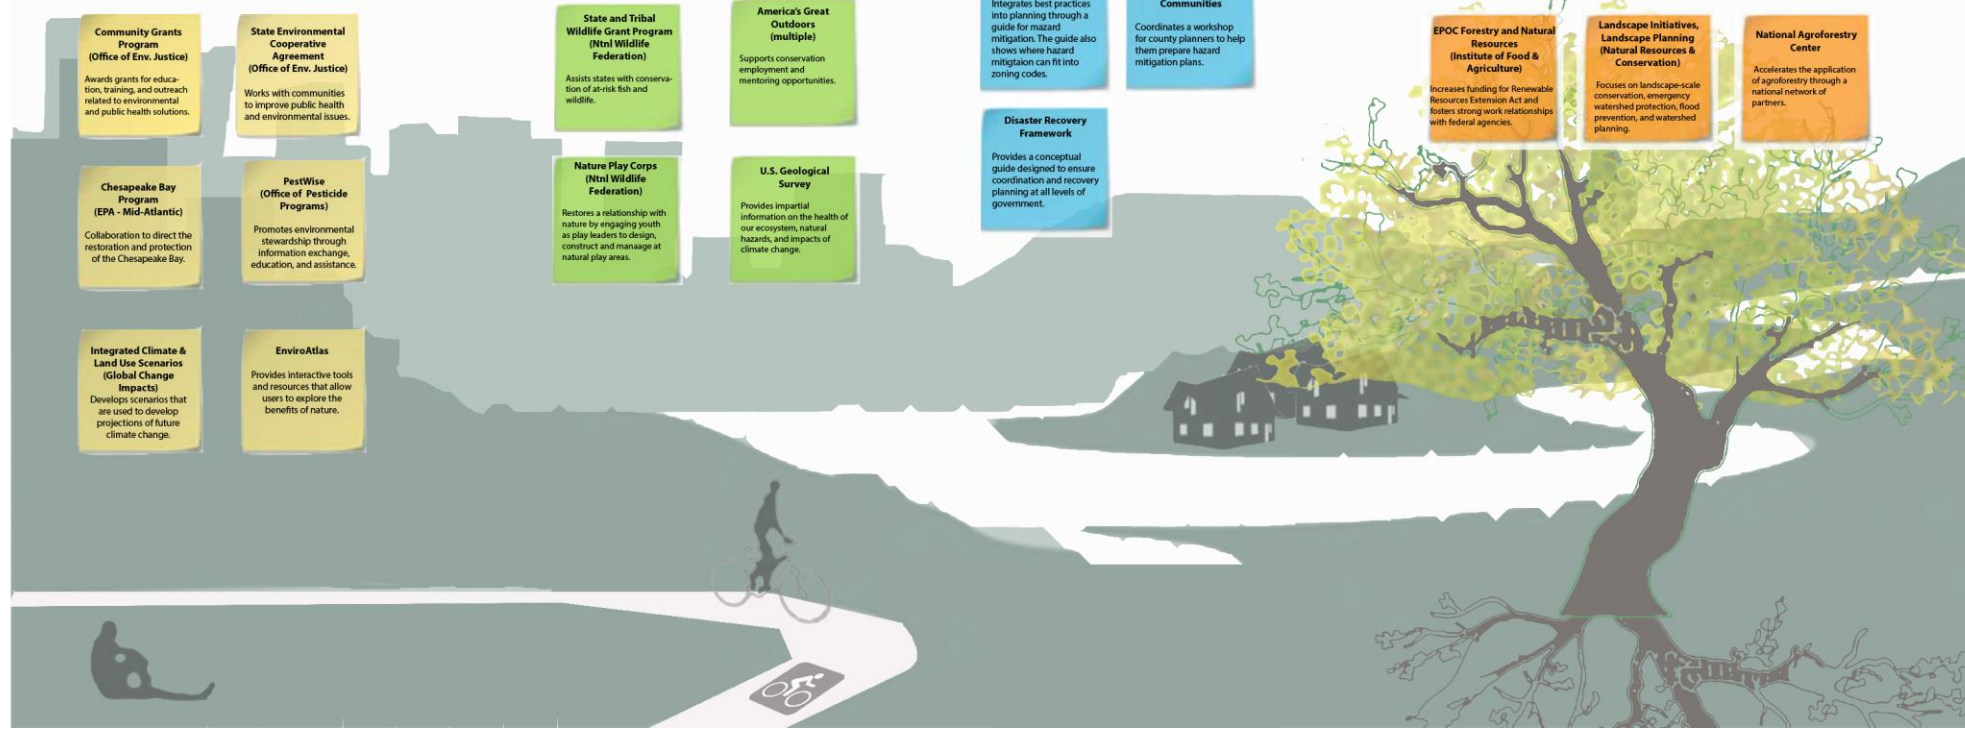 Community Grants
Program
(Office of Env. Justice)
Awards grants for educa-
tion, training, and outreach
related to environmental
and public health solutions.
State Environmental
Cooperative
Agreement
(Office of Env. Justice)
Works with communities
to improve public health
and environmental issues.
Chesapeake Bay
Program
(EPA - Mid-Atlantic)
Collaboration to direct the
restoration and protection
of the Chesapeake Bay.
PestWise
(Office of Pesticide
Programs)
Promotes environmental
stewardship through
information exchange,
education, and assistance.
Integrated Climate &
Land Use Scenarios
(Global Change
Impacts)
Develops scenarios that
are used to develop
projections of future
climate change.
EnviroAtlas
Provides interactive tools
and resources that allow
users to explore the
benefits of nature.
State and Tribal
Wildlife Grant Program
(Ntnl Wildlife
Federation)
Assists states with conserva-
tion of at-risk fish and
wildlife.
America's Great
Outdoors
(multiple)
Supports conservation
employment and
mentoring opportunities.
Nature Play Corps
(Ntnl Wildlife
Federation)
Restores a relationship with
nature by engaging youth
as play leaders to design,
construct and manaage at
natural play areas.
U.S. Geological
Survey
Provides impartial
information on the health of
our ecosystem, natural
hazards, and impacts of
climate change.
Integrates best practices
into planning through a
guide for mazard
mitigation. The guide also
shows where hazard
mitigtaion can fit into
zoning codes.
Communities
Coordinates a workshop
for county planners to help
them prepare hazard
mitigation plans.
Disaster Recovery
Framework
Provides a conceptual
guide designed to ensure
coordination and recovery
planning at all levels of
government.
EPOC Forestry and Natural
Resources
(Institute of Food &
Agriculture)
Increases funding for Renewable
Resources Extension Act and
fosters strong work relationships
with federal agencies.
Landscape Initiatives,
Landscape Planning
(Natural Resources &
Conservation)
Focuses on landscape-scale
conservation, emergency
watershed protection, flood
prevention, and watershed
planning.
National Agroforestry
Center
Accelerates the application
of agroforestry through a
national network of
partners.